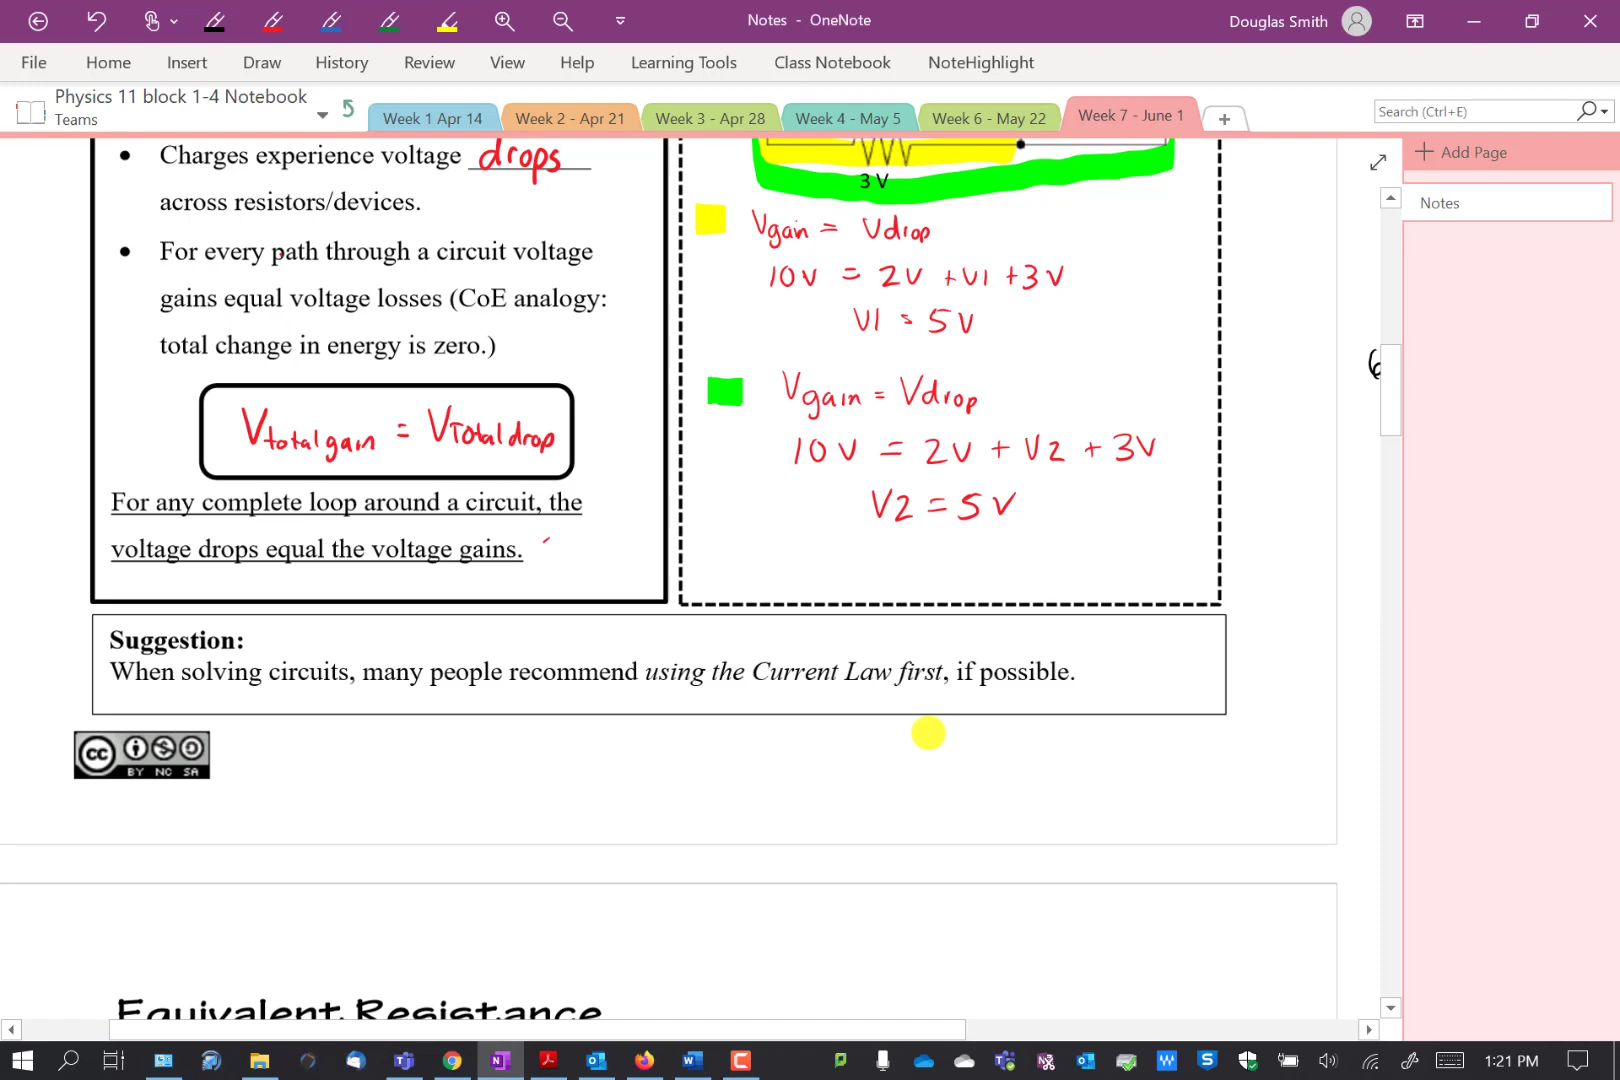 Notes - OneNote
Douglas Smith
File Home Insert Draw History Review View Help Learning Tools Class Notebook NoteHighlight
Physics 11 block 1-4 Notebook
Teams
Week 1 Apr 14 Week 2 - Apr 21 Week 3 - Apr 28 Week 4 - May 5 Week 6 - May 22 Week 7 - June 1
Search (Ctrl+E)
Add Page
Notes
• Charges experience voltage drops
across resistors/devices.
• For every path through a circuit voltage
gains equal voltage losses (CoE analogy:
total change in energy is zero.)
Vtotal gain = VTotal drop
For any complete loop around a circuit, the
voltage drops equal the voltage gains.
3 V
Vgain = Vdrop
10V = 2V + V1 + 3V
V1 = 5V
Vgain = Vdrop
10V = 2V + V2 + 3V
V2 = 5V
Suggestion:
When solving circuits, many people recommend using the Current Law first, if possible.
cc
BY NC SA
Equivalent Resistance
1:21 PM